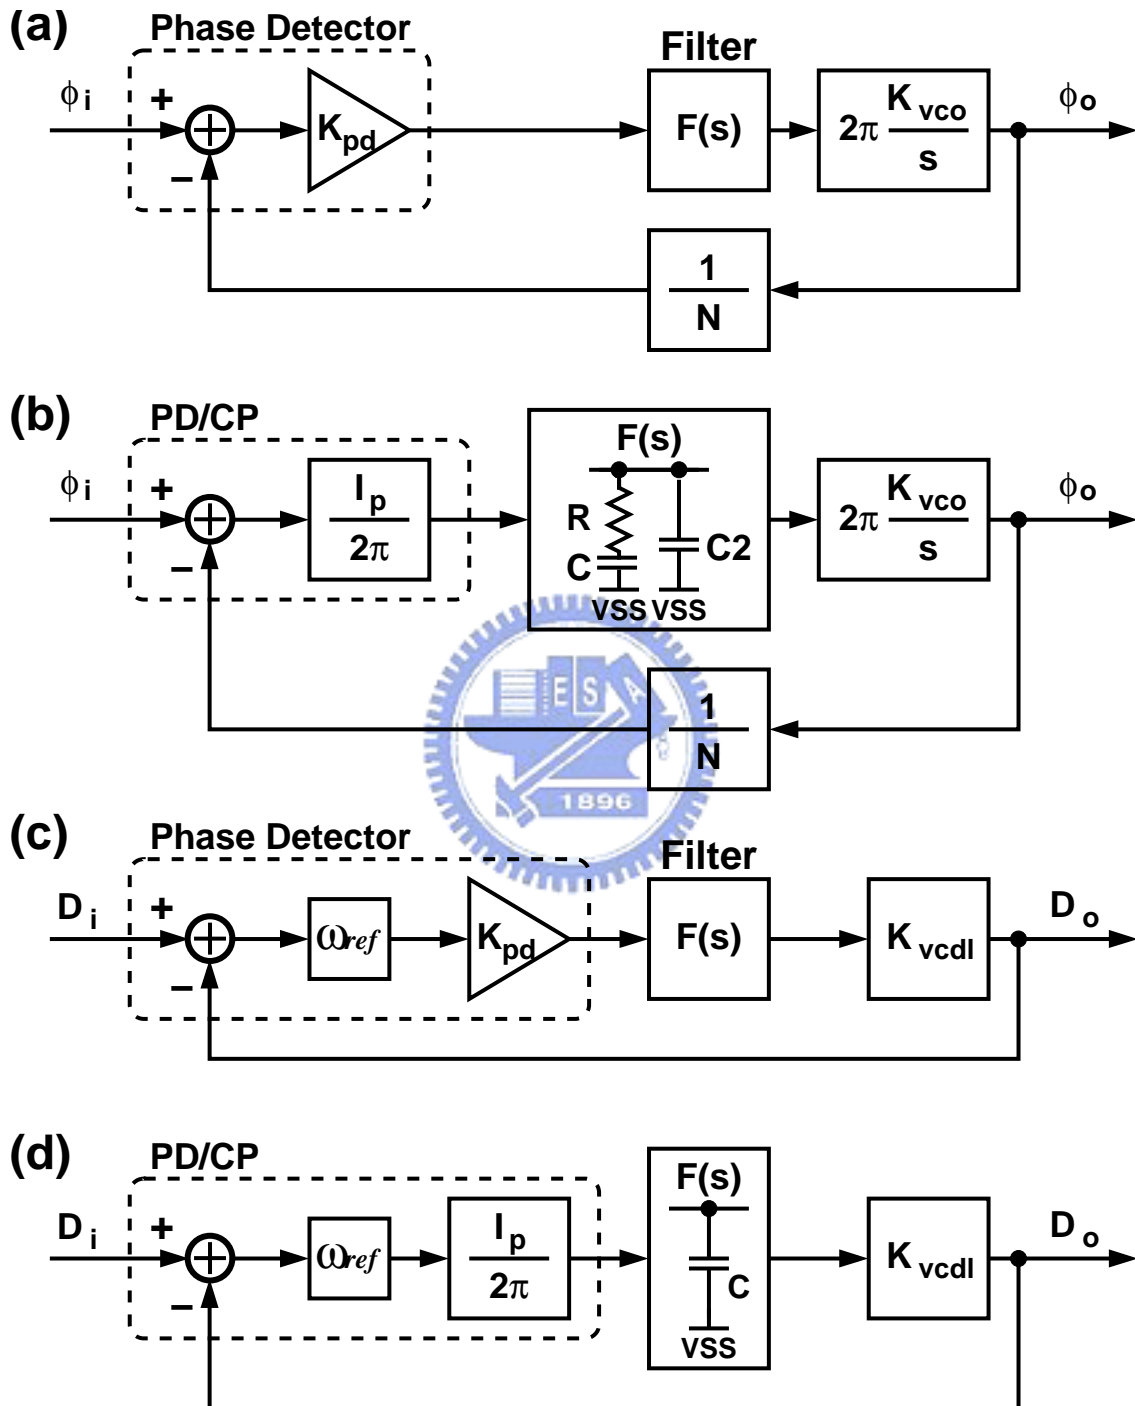 (a)
Phase Detector
Filter
ϕi
+
−
Kpd
F(s)
2π Kvco
s
ϕo
1
N
(b)
PD/CP
F(s)
ϕi
+
−
Ip
2π
R
C
C2
VSS VSS
2π Kvco
s
ϕo
1
N
E S A
1896
(c)
Phase Detector
Filter
Di
+
−
ωref
Kpd
F(s)
Kvcdl
Do
(d)
PD/CP
F(s)
Di
+
−
ωref
Ip
2π
C
VSS
Kvcdl
Do